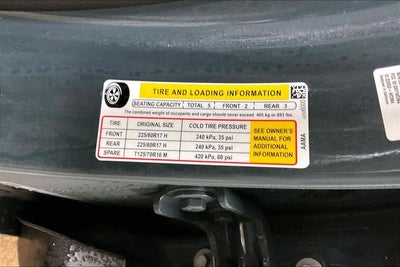 TIRE AND LOADING INFORMATION
SEATING CAPACITY TOTAL 5 FRONT 2 REAR 3
The combined weight of occupants and cargo should never exceed 405 kg or 893 lbs.
TIRE ORIGINAL SIZE COLD TIRE PRESSURE
FRONT 225/60R17 H 240 kPa, 35 psi
REAR 225/60R17 H 240 kPa, 35 psi
SPARE T125/70R16 M 420 kPa, 60 psi
SEE OWNER'S
MANUAL FOR
ADDITIONAL
INFORMATION
AAMA